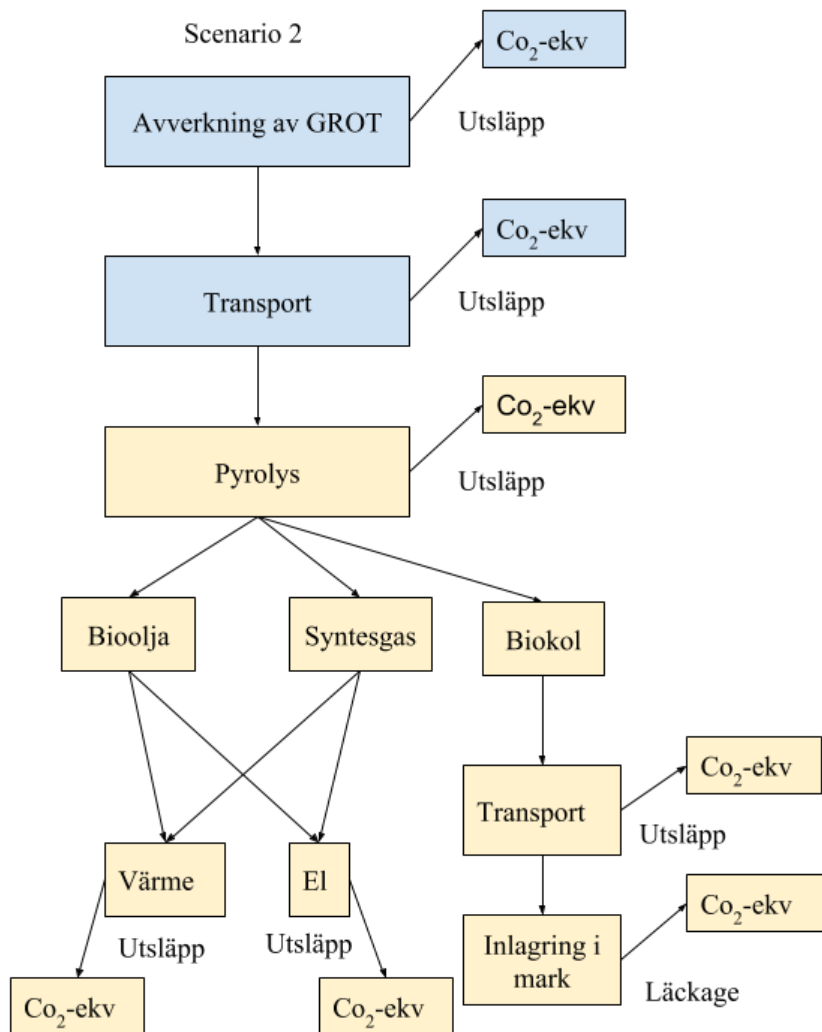 Scenario 2
Co₂-ekv
Avverkning av GROT
Utsläpp
Co₂-ekv
Transport
Utsläpp
Co₂-ekv
Pyrolys
Utsläpp
Bioolja
Syntesgas
Biokol
Co₂-ekv
Transport
Utsläpp
Värme
El
Co₂-ekv
Utsläpp
Utsläpp
Inlagring i
mark
Läckage
Co₂-ekv
Co₂-ekv